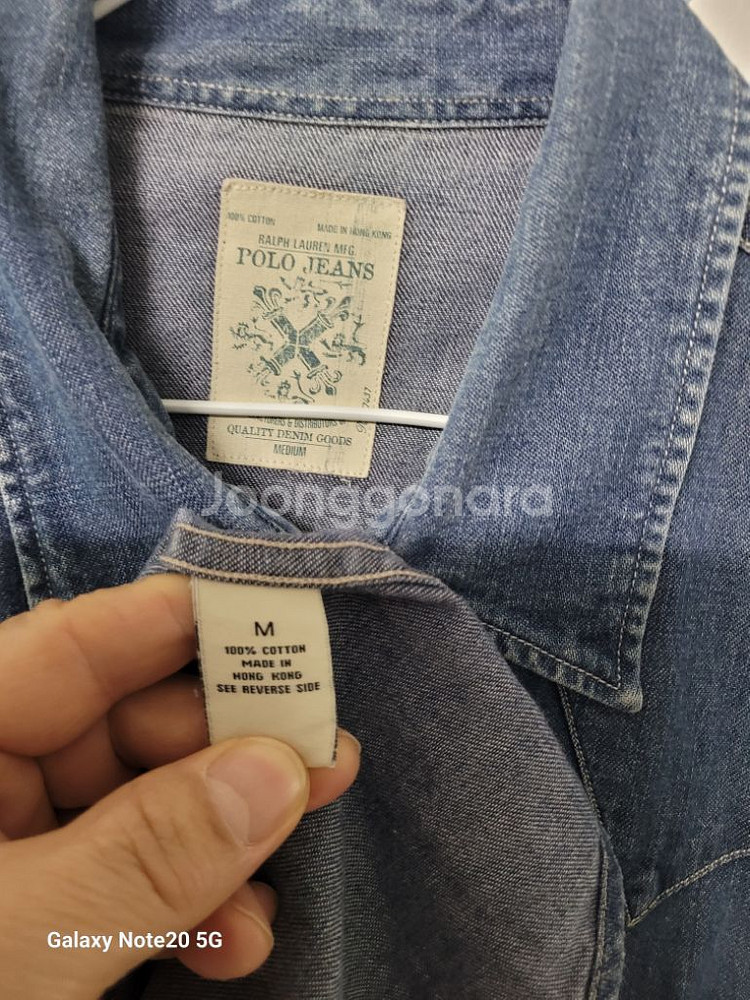 100% COTTON
MADE IN HONG KONG
RALPH LAUREN MFG.
POLO JEANS
& DISTRIBUTORS
QUALITY DENIM GOODS
MEDIUM
Joonggonara
M
100% COTTON
MADE IN
HONG KONG
SEE REVERSE SIDE
Galaxy Note20 5G